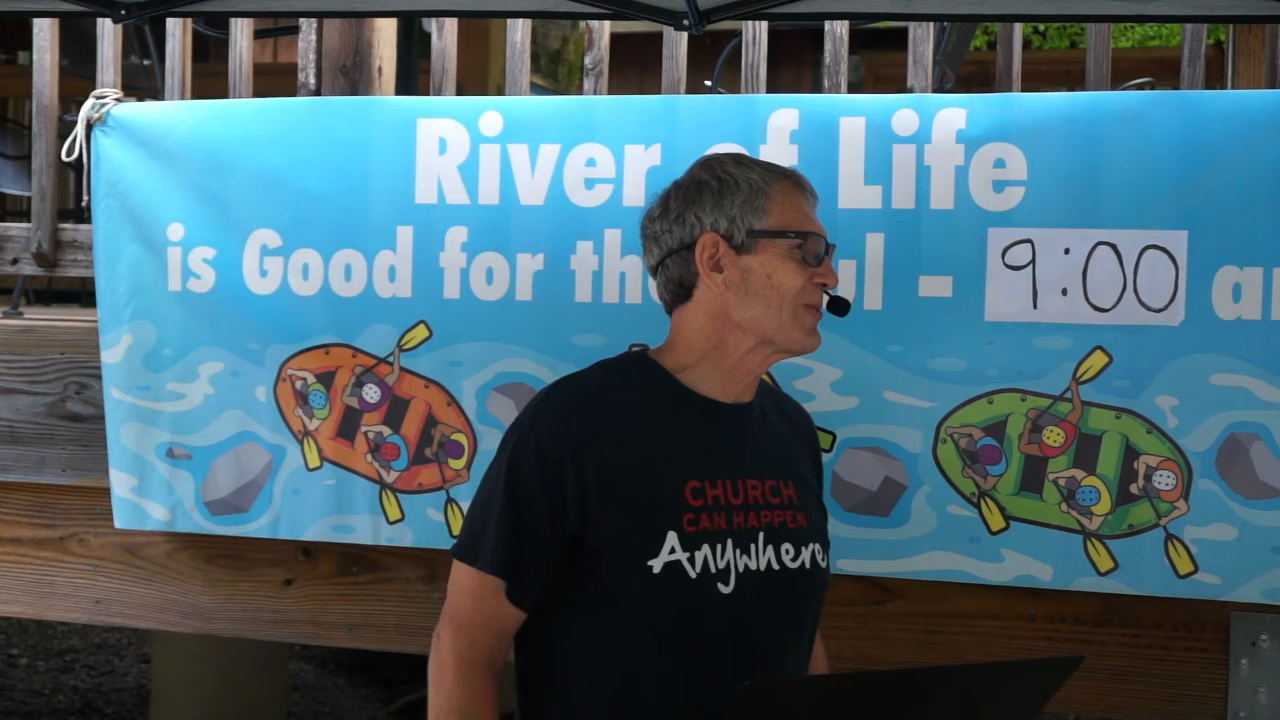 River of Life
is Good for the ul - 9:00 a
CHURCH
CAN HAPPEN
Anywhere